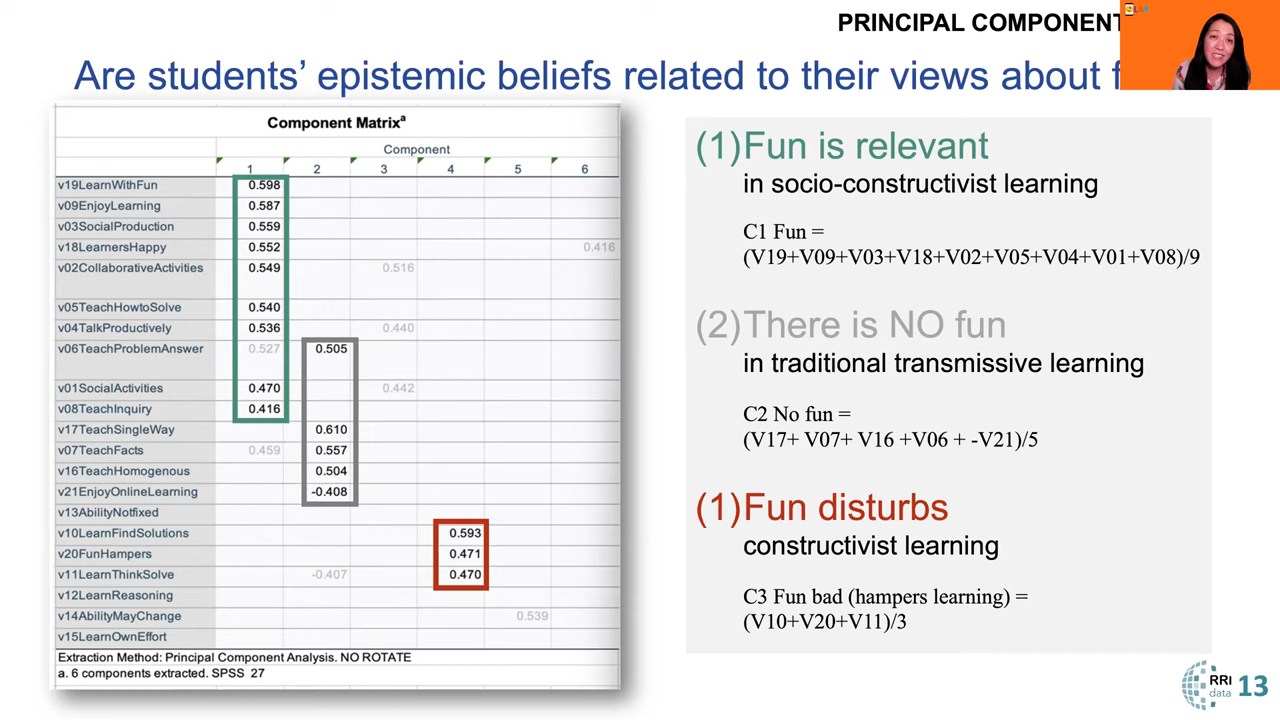 PRINCIPAL COMPONENT
Are students' epistemic beliefs related to their views about f
Component Matrixa
Component
1 2 3 4 5 6
v19LearnWithFun 0.598
v09EnjoyLearning 0.587
v03SocialProduction 0.559
v18LearnersHappy 0.552 0.416
v02CollaborativeActivities 0.549 0.516
v05TeachHowtoSolve 0.540
v04TalkProductively 0.536 0.440
v06TeachProblemAnswer 0.527 0.505
v01SocialActivities 0.470 0.442
v08TeachInquiry 0.416
v17TeachSingleWay 0.610
v07TeachFacts 0.459 0.557
v16TeachHomogenous 0.504
v21EnjoyOnlineLearning -0.408
v13AbilityNotfixed
v10LearnFindSolutions 0.593
v20FunHampers 0.471
v11LearnThinkSolve -0.407 0.470
v12LearnReasoning
v14AbilityMayChange 0.539
v15LearnOwnEffort
Extraction Method: Principal Component Analysis. NO ROTATE
a. 6 components extracted. SPSS 27
(1)Fun is relevant
in socio-constructivist learning
C1 Fun =
(V19+V09+V03+V18+V02+V05+V04+V01+V08)/9
(2)There is NO fun
in traditional transmissive learning
C2 No fun =
(V17+ V07+ V16 +V06 + -V21)/5
(1)Fun disturbs
constructivist learning
C3 Fun bad (hampers learning) =
(V10+V20+V11)/3
RRI
data 13